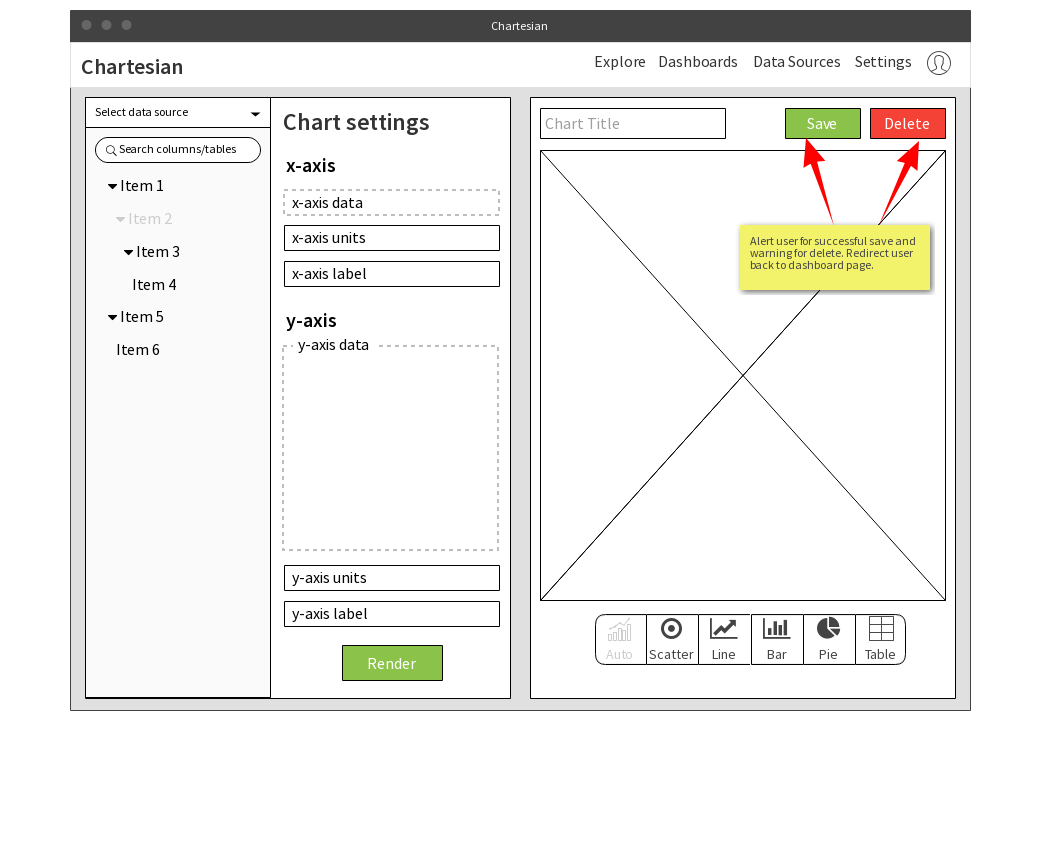 Chartesian
Chartesian
Explore Dashboards Data Sources Settings
Select data source
Search columns/tables
Item 1
Item 2
Item 3
Item 4
Item 5
Item 6
Chart settings
x-axis
x-axis data
x-axis units
x-axis label
y-axis
y-axis data
y-axis units
y-axis label
Render
Chart Title
Save
Delete
Alert user for successful save and
warning for delete. Redirect user
back to dashboard page.
Auto Scatter Line Bar Pie Table